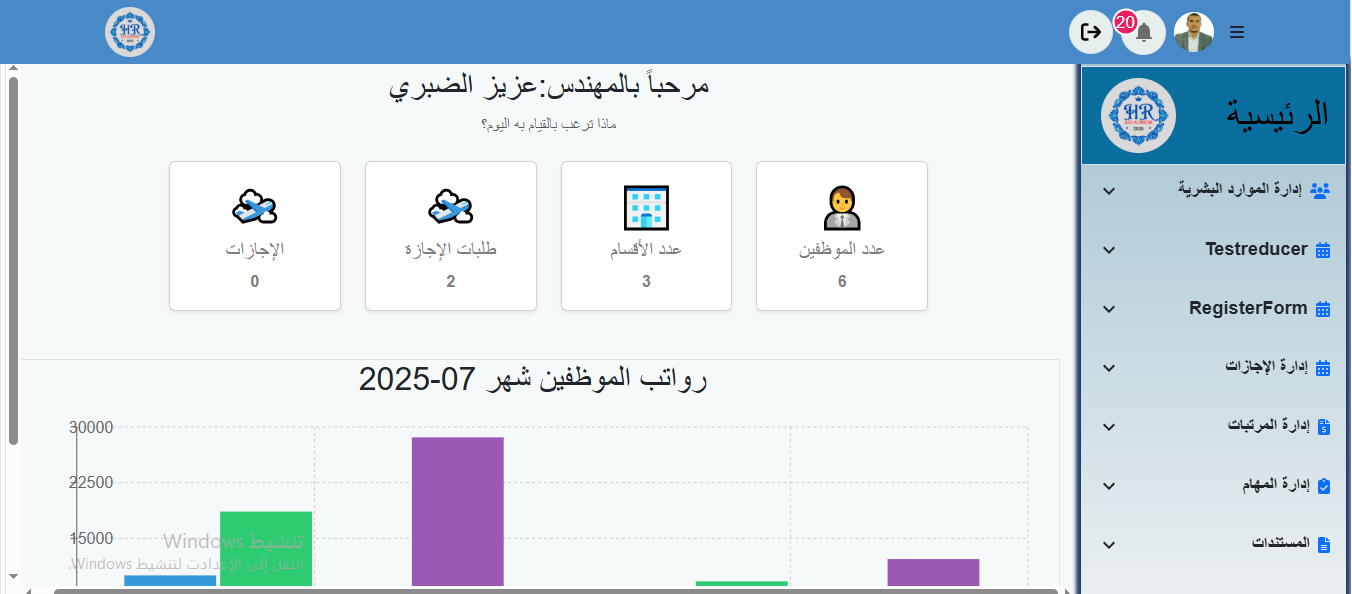 20
HR
مرحباً بالمهندس:عزيز الضبري
ماذا ترغب بالقيام به اليوم؟
عدد الموظفين
6
عدد الأقسام
3
طلبات الإجازة
2
الإجازات
0
رواتب الموظفين شهر 07-2025
30000
22500
15000
تنشيط Windows
انتقل إلى الإعدادت لتنشيط Windows.
الرئيسية
HR
إدارة الموارد البشرية
Testreducer
RegisterForm
إدارة الإجازات
إدارة المرتبات
إدارة المهام
المستندات